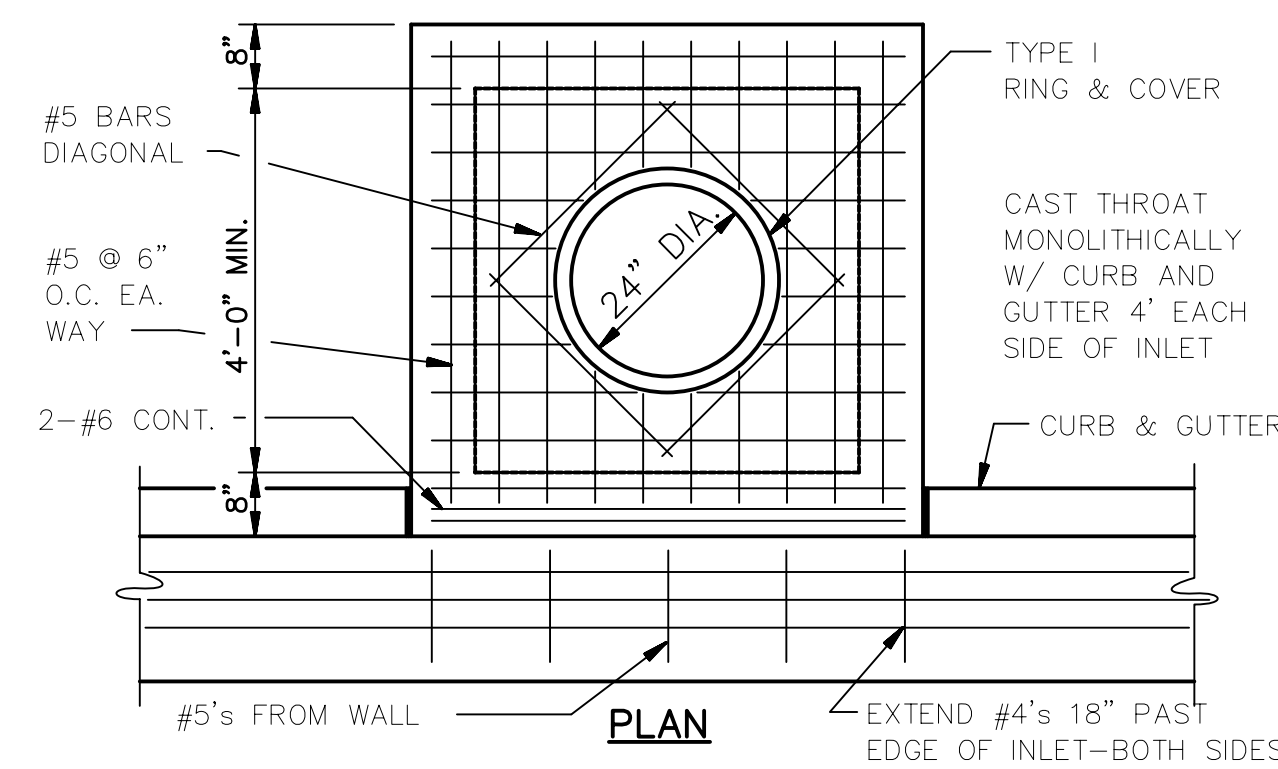 8"
TYPE I
RING & COVER
#5 BARS
DIAGONAL
CAST THROAT
MONOLITHICALLY
W/ CURB AND
GUTTER 4' EACH
SIDE OF INLET
24" DIA.
#5 @ 6"
O.C. EA.
WAY
4'-0" MIN.
2-#6 CONT.
CURB & GUTTER
8"
#5's FROM WALL
PLAN
EXTEND #4's 18" PAST
EDGE OF INLET-BOTH SIDES